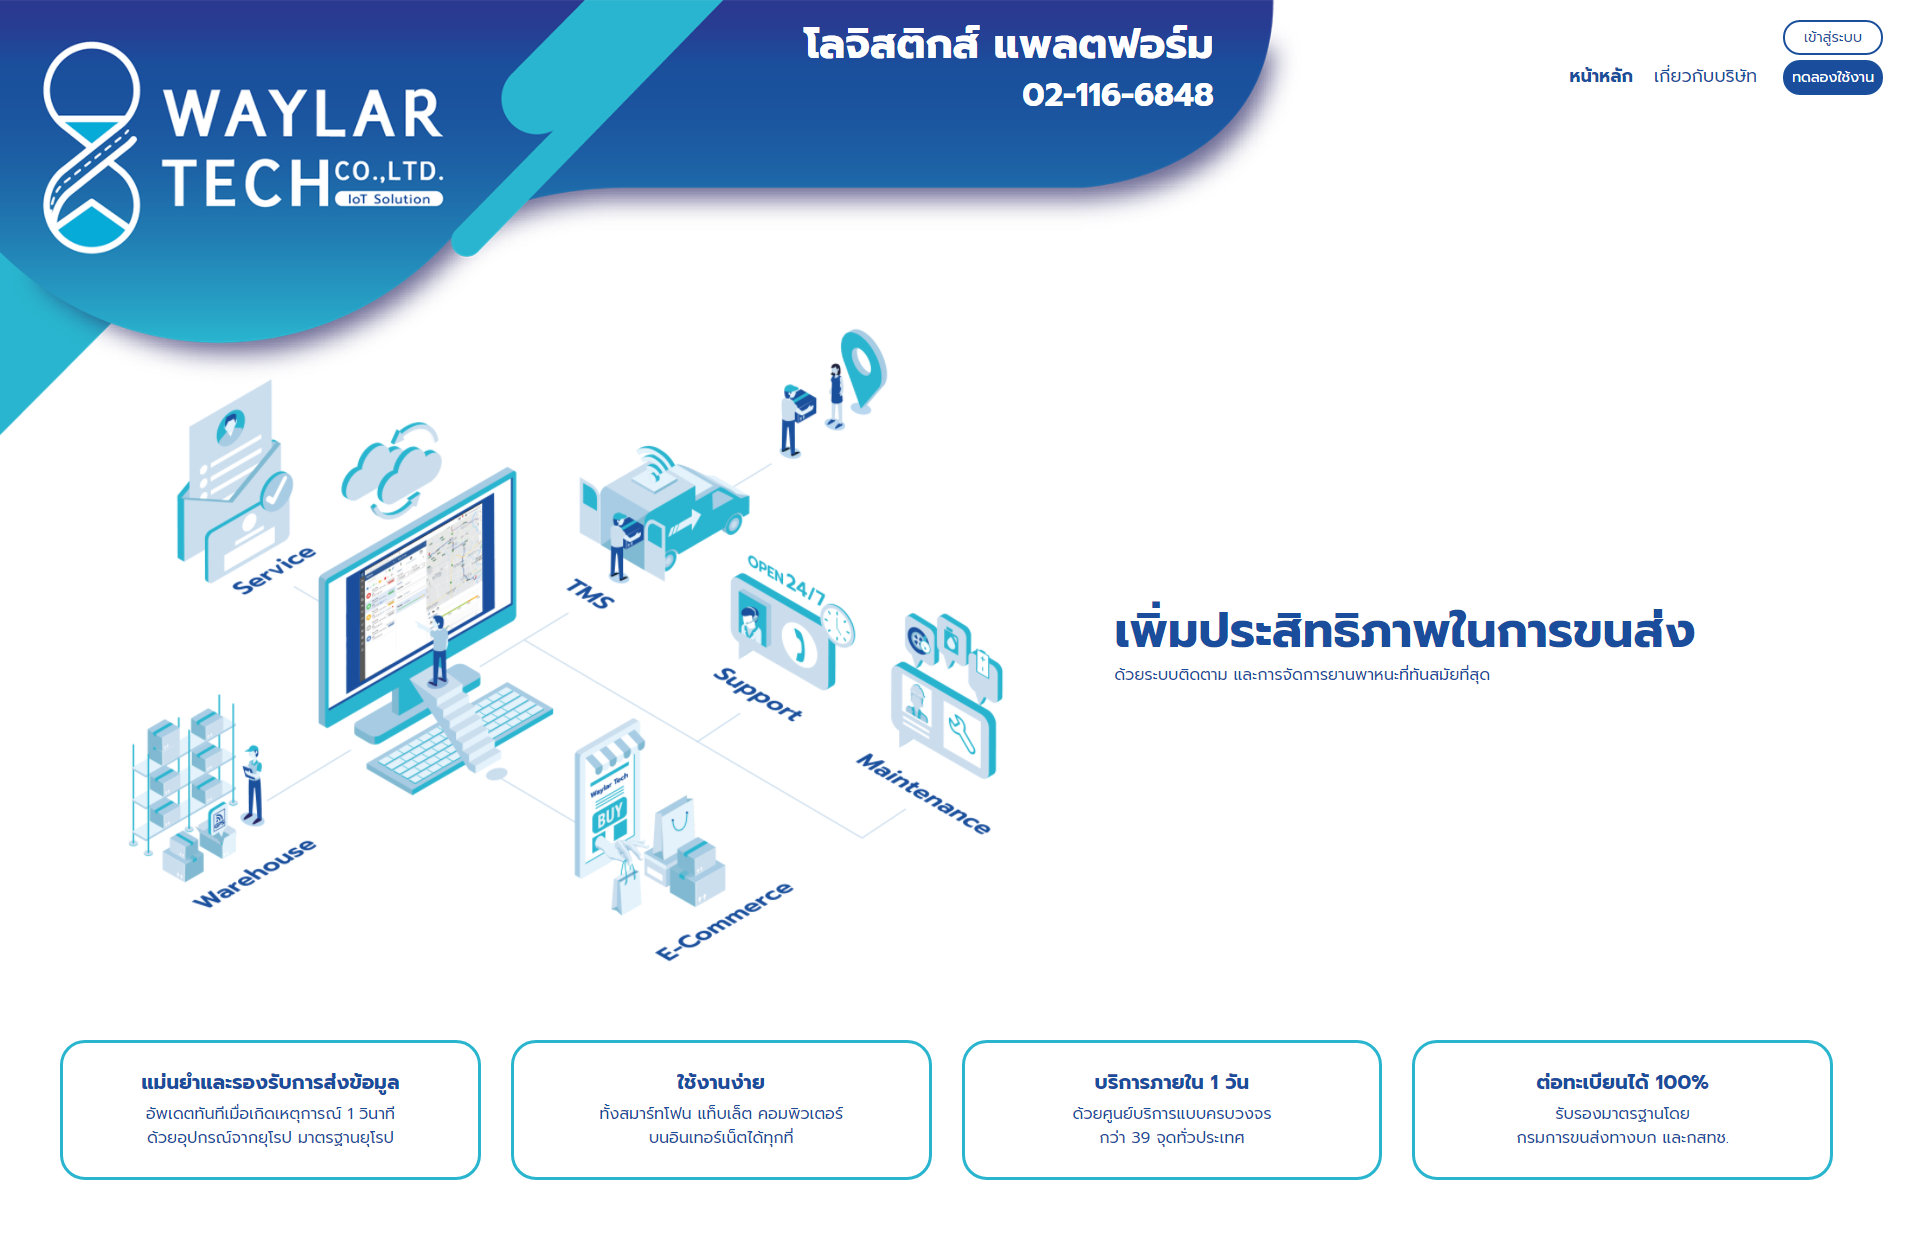 WAYLAR
TECH CO.,LTD.
IoT Solution
โลจิสติกส์ แพลตฟอร์ม
02-116-6848
หน้าหลัก
เกี่ยวกับบริษัท
เข้าสู่ระบบ
ทดลองใช้งาน
Service
TMS
OPEN 24/7
Support
Maintenance
Waylar Tech
BUY
Warehouse
E-Commerce
เพิ่มประสิทธิภาพในการขนส่ง
ด้วยระบบติดตาม และการจัดการยานพาหนะที่ทันสมัยที่สุด
แม่นยำและรองรับการส่งข้อมูล
อัพเดตทันทีเมื่อเกิดเหตุการณ์ 1 วินาที
ด้วยอุปกรณ์จากยุโรป มาตรฐานยุโรป
ใช้งานง่าย
ทั้งสมาร์ทโฟน แท็บเล็ต คอมพิวเตอร์
บนอินเทอร์เน็ตได้ทุกที่
บริการภายใน 1 วัน
ด้วยศูนย์บริการแบบครบวงจร
กว่า 39 จุดทั่วประเทศ
ต่อทะเบียนได้ 100%
รับรองมาตรฐานโดย
กรมการขนส่งทางบก และกสทช.